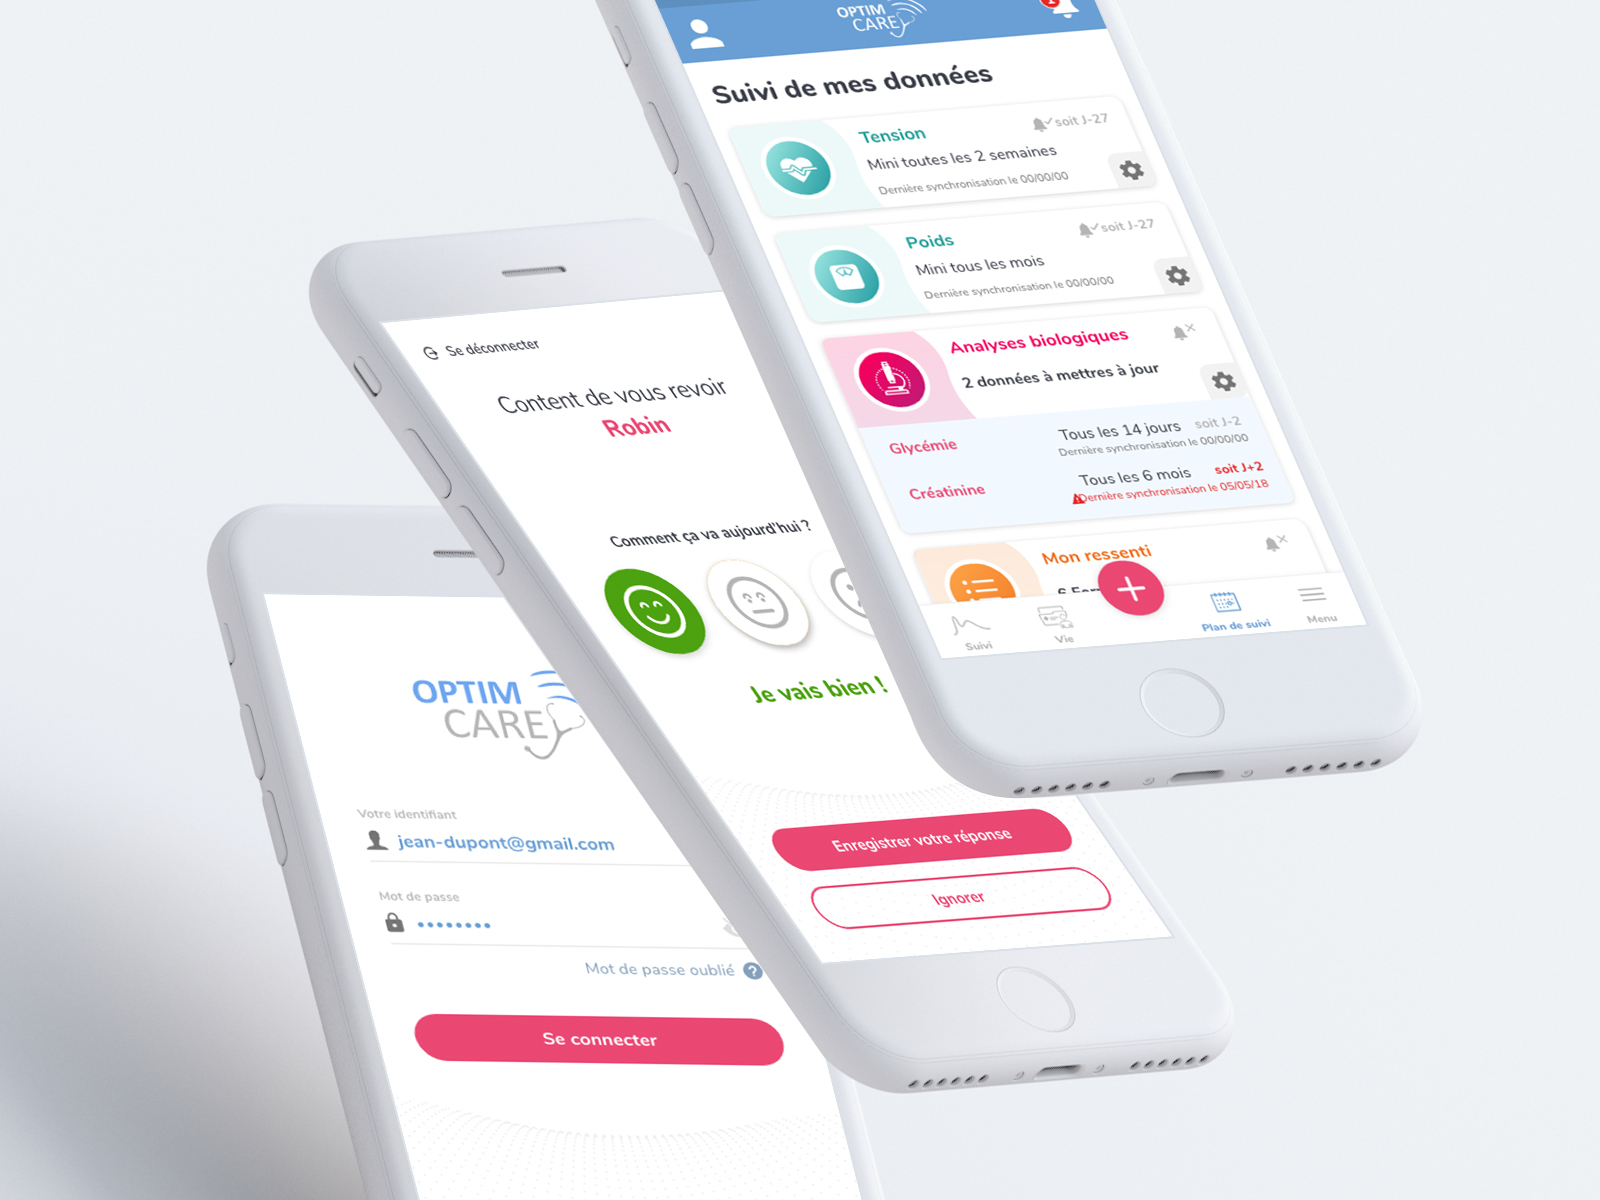 OPTIM
CARE
1
Suivi de mes données
Tension
soit J-27
Mini toutes les 2 semaines
Dernière synchronisation le 00/00/00
Poids
soit J-27
Mini tous les mois
Dernière synchronisation le 00/00/00
Analyses biologiques
2 données à mettres à jour
Glycémie
Tous les 14 jours soit J-2
Dernière synchronisation le 00/00/00
Créatinine
Tous les 6 mois soit J+2
Dernière synchronisation le 05/05/18
Mon ressenti
Suivi
Vie
Plan de suivi
Menu
Se déconnecter
Content de vous revoir
Robin
Comment ça va aujourd'hui ?
Je vais bien !
Enregistrer votre réponse
Ignorer
OPTIM
CARE
Votre identifiant
jean-dupont@gmail.com
Mot de passe
Mot de passe oublié ?
Se connecter